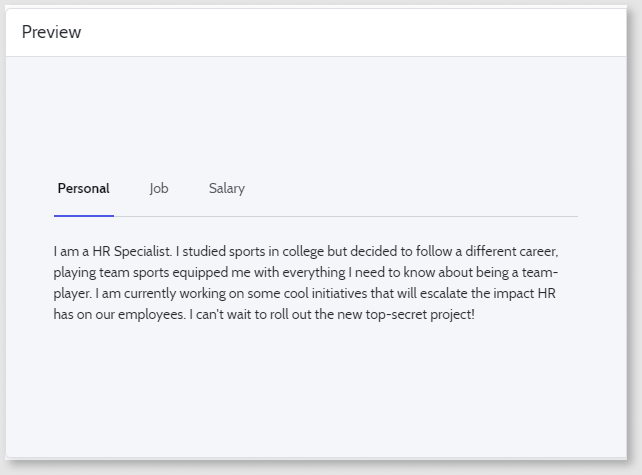 Preview
Personal Job Salary
I am a HR Specialist. I studied sports in college but decided to follow a different career,
playing team sports equipped me with everything I need to know about being a team-
player. I am currently working on some cool initiatives that will escalate the impact HR
has on our employees. I can't wait to roll out the new top-secret project!